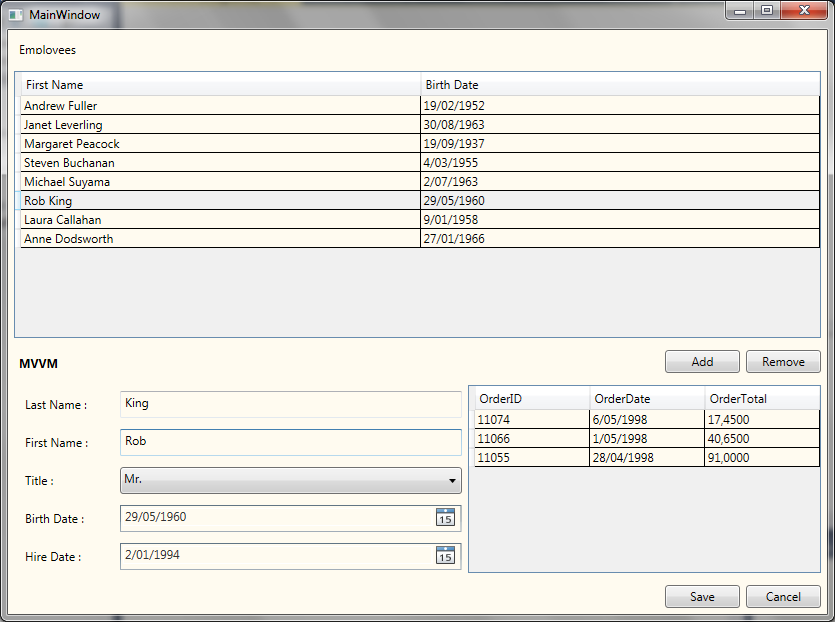 MainWindow
Employees
First Name Birth Date
Andrew Fuller 19/02/1952
Janet Leverling 30/08/1963
Margaret Peacock 19/09/1937
Steven Buchanan 4/03/1955
Michael Suyama 2/07/1963
Rob King 29/05/1960
Laura Callahan 9/01/1958
Anne Dodsworth 27/01/1966
MVVM Add Remove
Last Name : King
First Name : Rob
Title : Mr.
Birth Date : 29/05/1960 15
Hire Date : 2/01/1994 15
OrderID OrderDate OrderTotal
11074 6/05/1998 17,4500
11066 1/05/1998 40,6500
11055 28/04/1998 91,0000
Save Cancel